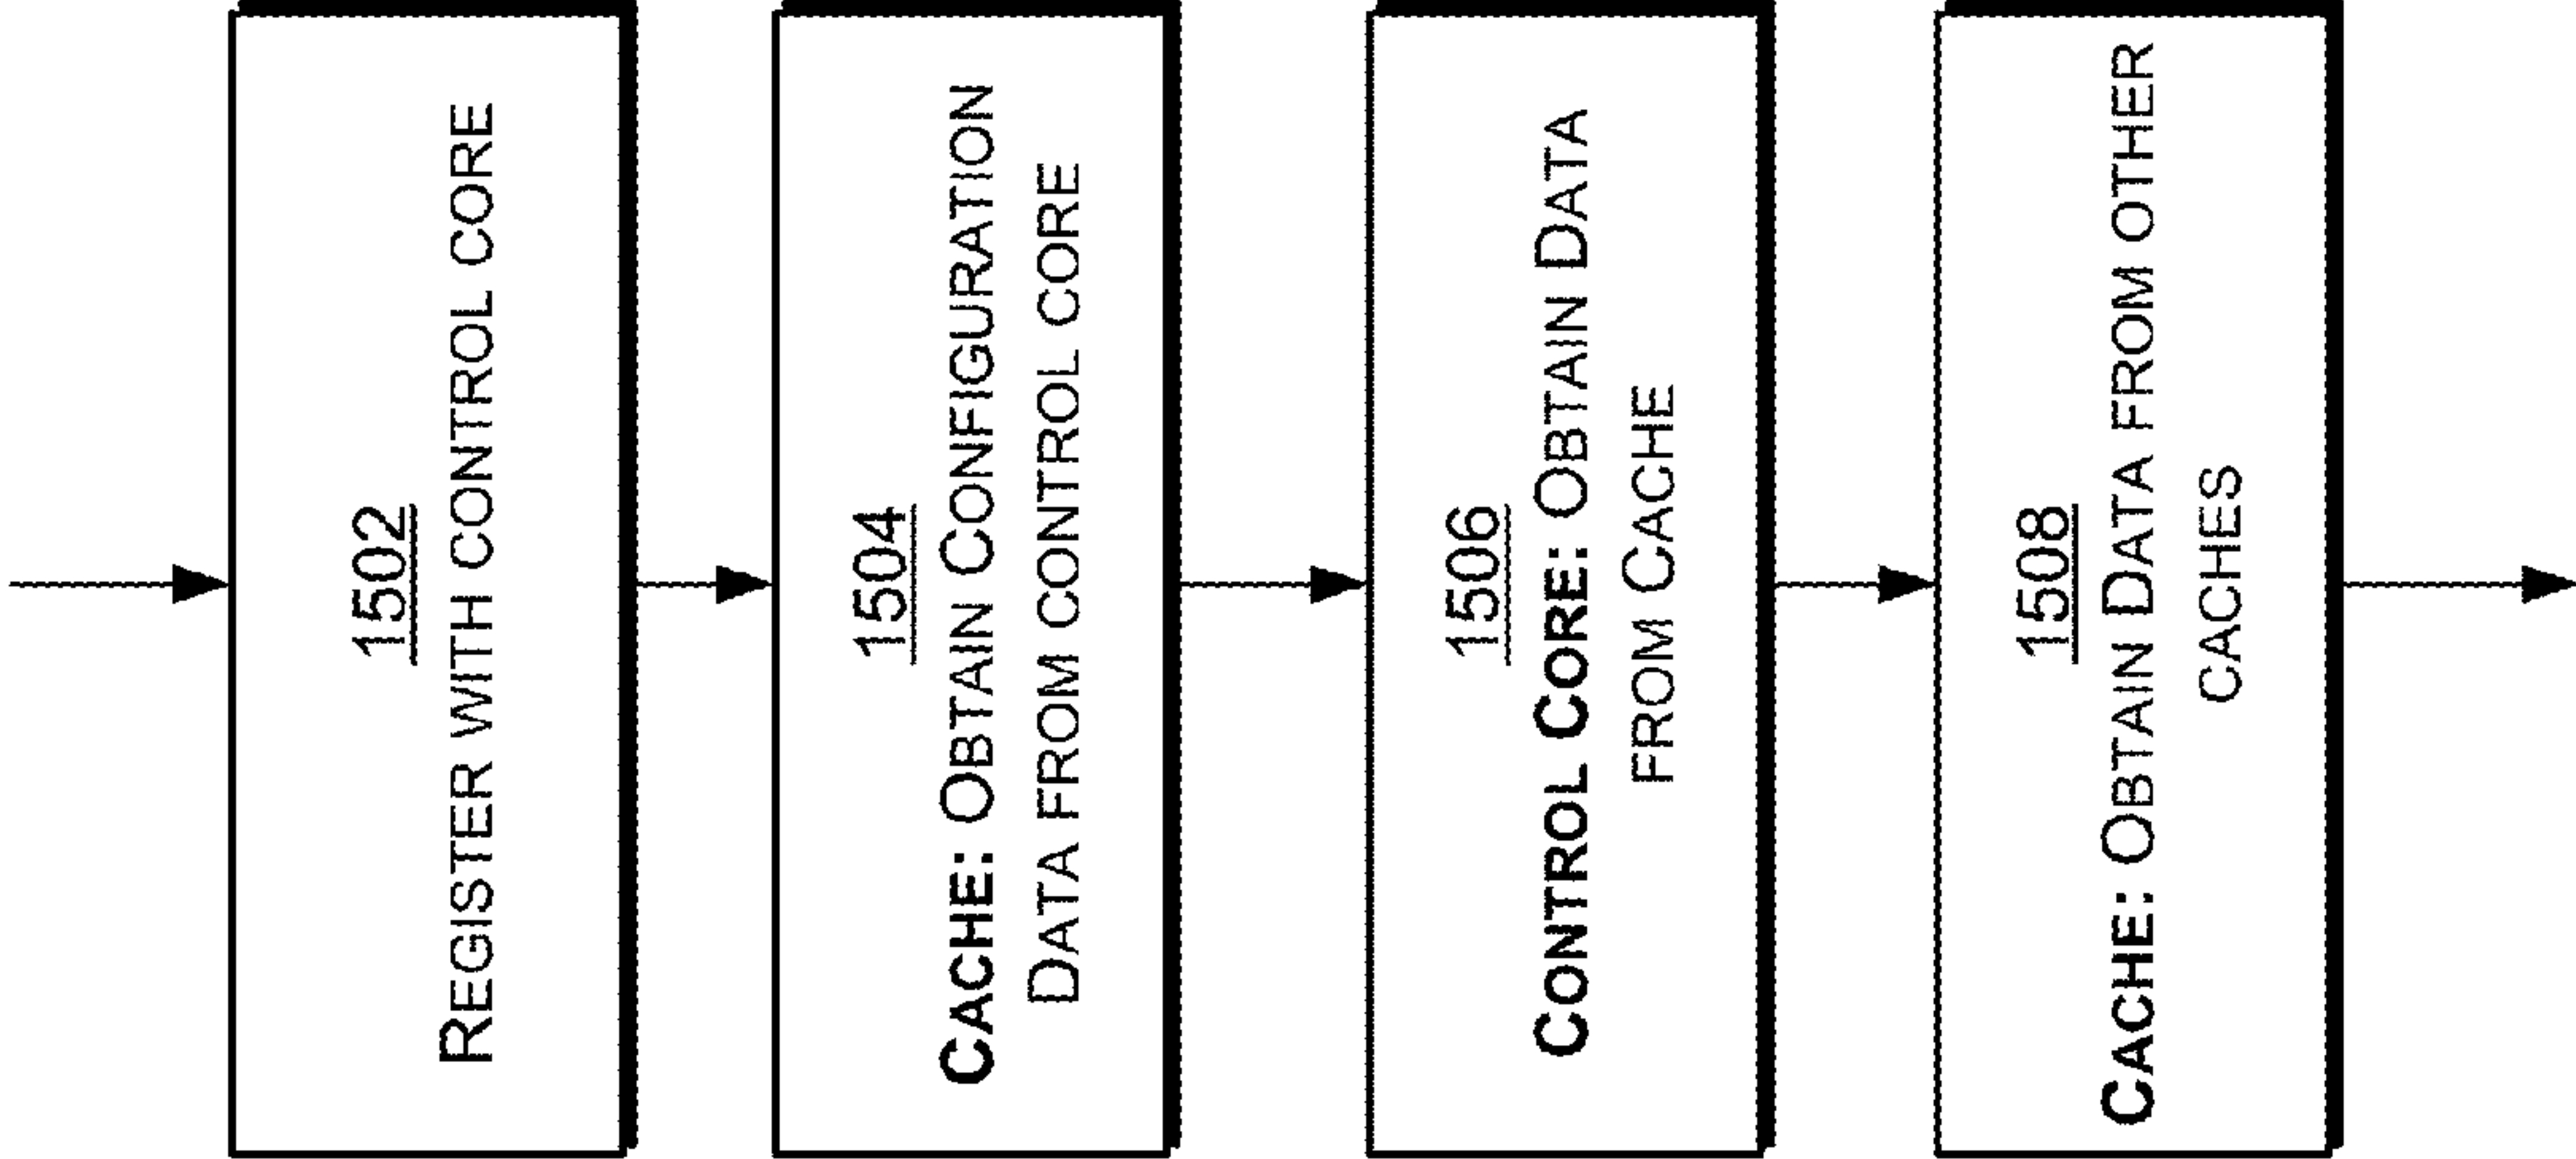 1502
REGISTER WITH CONTROL CORE
1504
CACHE: OBTAIN CONFIGURATION
DATA FROM CONTROL CORE
1506
CONTROL CORE: OBTAIN DATA
FROM CACHE
1508
CACHE: OBTAIN DATA FROM OTHER
CACHES